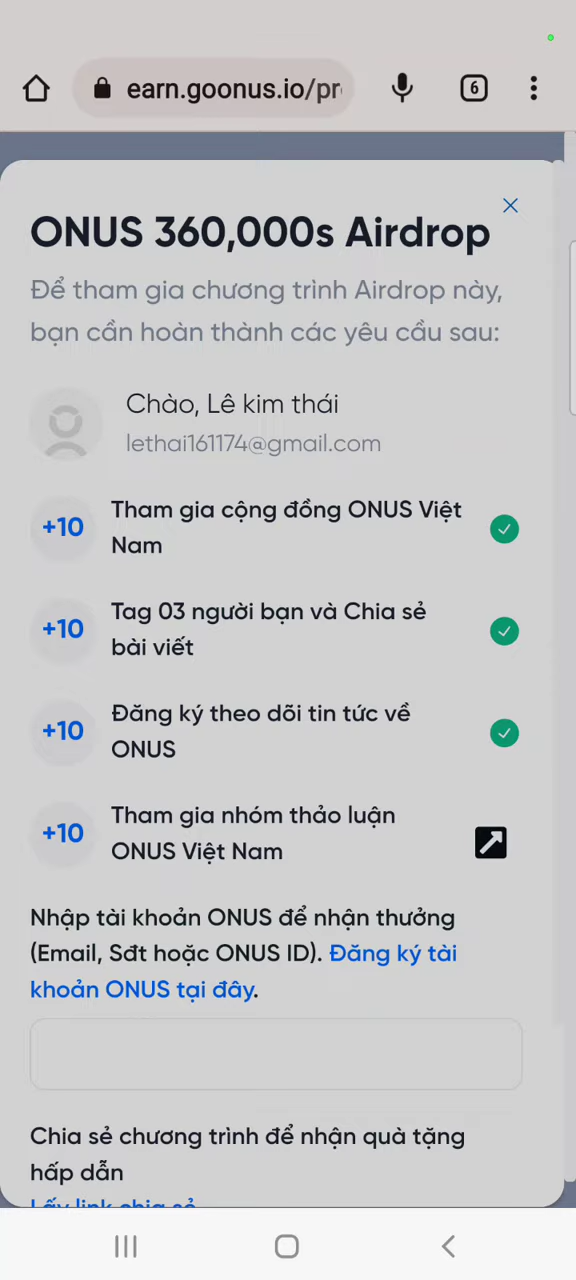 earn.goonus.io/pr
6
ONUS 360,000s Airdrop
Để tham gia chương trình Airdrop này,
bạn cần hoàn thành các yêu cầu sau:
Chào, Lê kim thái
lethai161174@gmail.com
+10
Tham gia cộng đồng ONUS Việt
Nam
+10
Tag 03 người bạn và Chia sẻ
bài viết
+10
Đăng ký theo dõi tin tức về
ONUS
+10
Tham gia nhóm thảo luận
ONUS Việt Nam
Nhập tài khoản ONUS để nhận thưởng
(Email, Sđt hoặc ONUS ID). Đăng ký tài
khoản ONUS tại đây.
Chia sẻ chương trình để nhận quà tặng
hấp dẫn
Lấy link chia sẻ